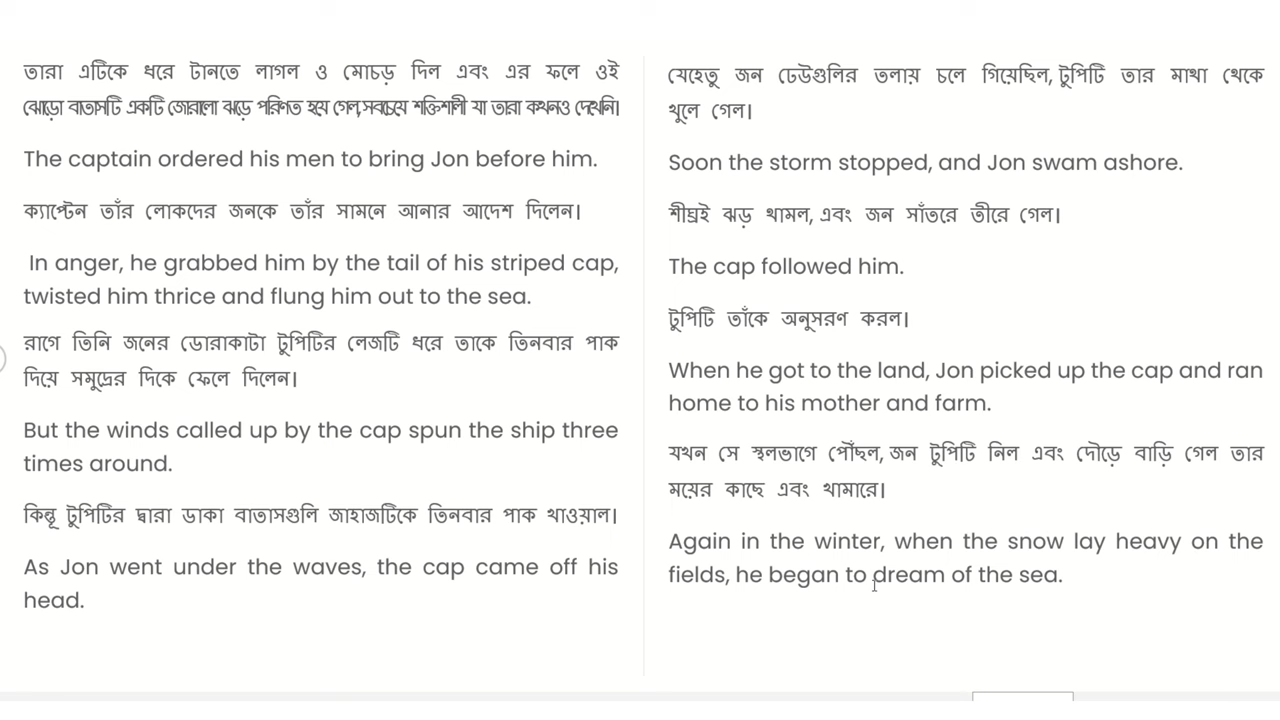 তারা এটিকে ধরে টানতে লাগল ও মোচড় দিল এবং এর ফলে ওই
ঝোড়ো বাতাসটি একটি জোরালো ঝড়ে পরিণত হয়ে গেল,সবচেয়ে শক্তিশালী যা তারা কখনও দেখেনি।
The captain ordered his men to bring Jon before him.
ক্যাপ্টেন তাঁর লোকদের জনকে তাঁর সামনে আনার আদেশ দিলেন।
In anger, he grabbed him by the tail of his striped cap,
twisted him thrice and flung him out to the sea.
রাগে তিনি জনের ডোরাকাটা টুপিটির লেজটি ধরে তাকে তিনবার পাক
দিয়ে সমুদ্রের দিকে ফেলে দিলেন।
But the winds called up by the cap spun the ship three
times around.
কিন্তূ টুপিটির দ্বারা ডাকা বাতাসগুলি জাহাজটিকে তিনবার পাক খাওয়াল।
As Jon went under the waves, the cap came off his
head.
যেহেতু জন ঢেউগুলির তলায় চলে গিয়েছিল, টুপিটি তার মাথা থেকে
খুলে গেল।
Soon the storm stopped, and Jon swam ashore.
শীঘ্রই ঝড় থামল, এবং জন সাঁতরে তীরে গেল।
The cap followed him.
টুপিটি তাঁকে অনুসরণ করল।
When he got to the land, Jon picked up the cap and ran
home to his mother and farm.
যখন সে স্থলভাগে পৌঁছল, জন টুপিটি নিল এবং দৌড়ে বাড়ি গেল তার
ময়ের কাছে এবং খামারে।
Again in the winter, when the snow lay heavy on the
fields, he began to dream of the sea.